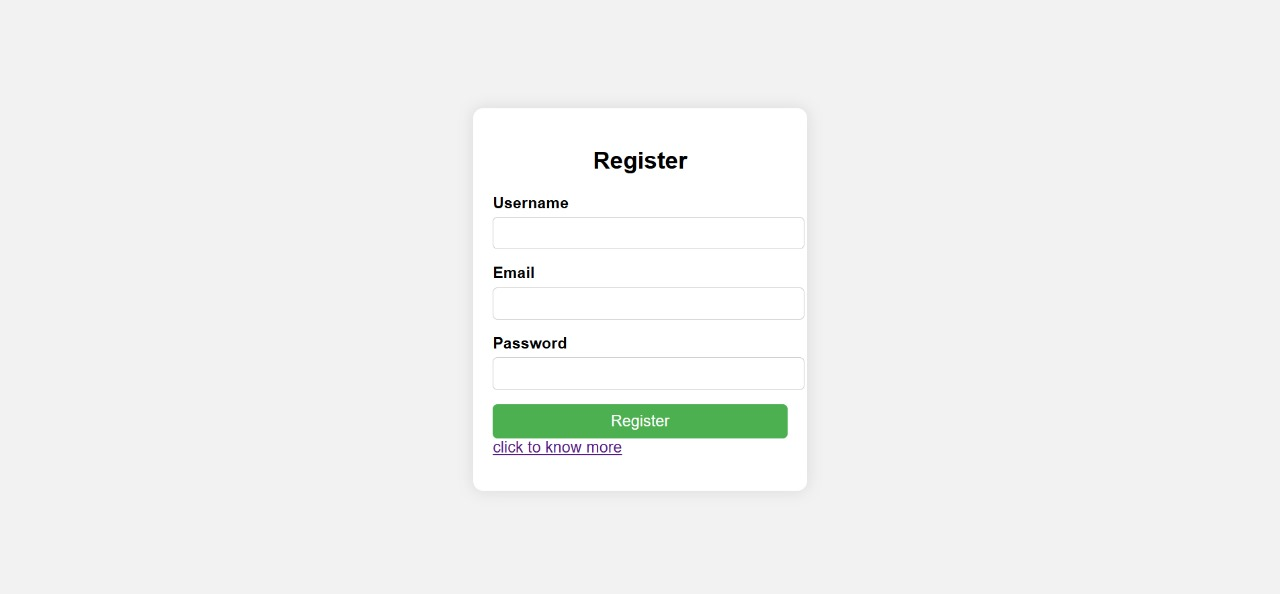 Register
Username
Email
Password
Register
click to know more